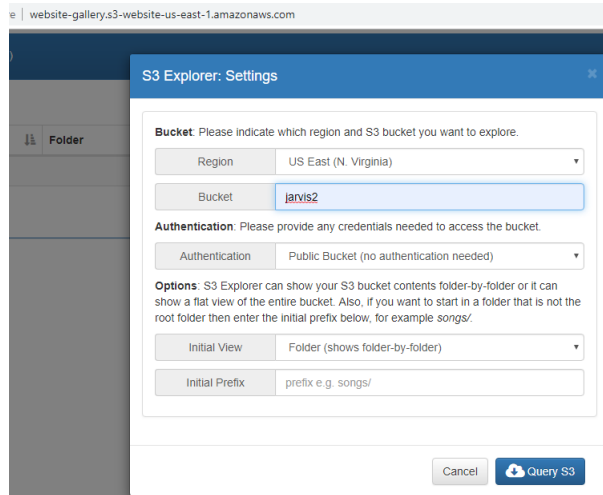 e | website-gallery.s3-website-us-east-1.amazonaws.com
)
S3 Explorer: Settings ×
Folder
Bucket: Please indicate which region and S3 bucket you want to explore.
Region US East (N. Virginia)
Bucket jarvis2
Authentication: Please provide any credentials needed to access the bucket.
Authentication Public Bucket (no authentication needed)
Options: S3 Explorer can show your S3 bucket contents folder-by-folder or it can
show a flat view of the entire bucket. Also, if you want to start in a folder that is not the
root folder then enter the initial prefix below, for example songs/.
Initial View Folder (shows folder-by-folder)
Initial Prefix prefix e.g. songs/
Cancel Query S3